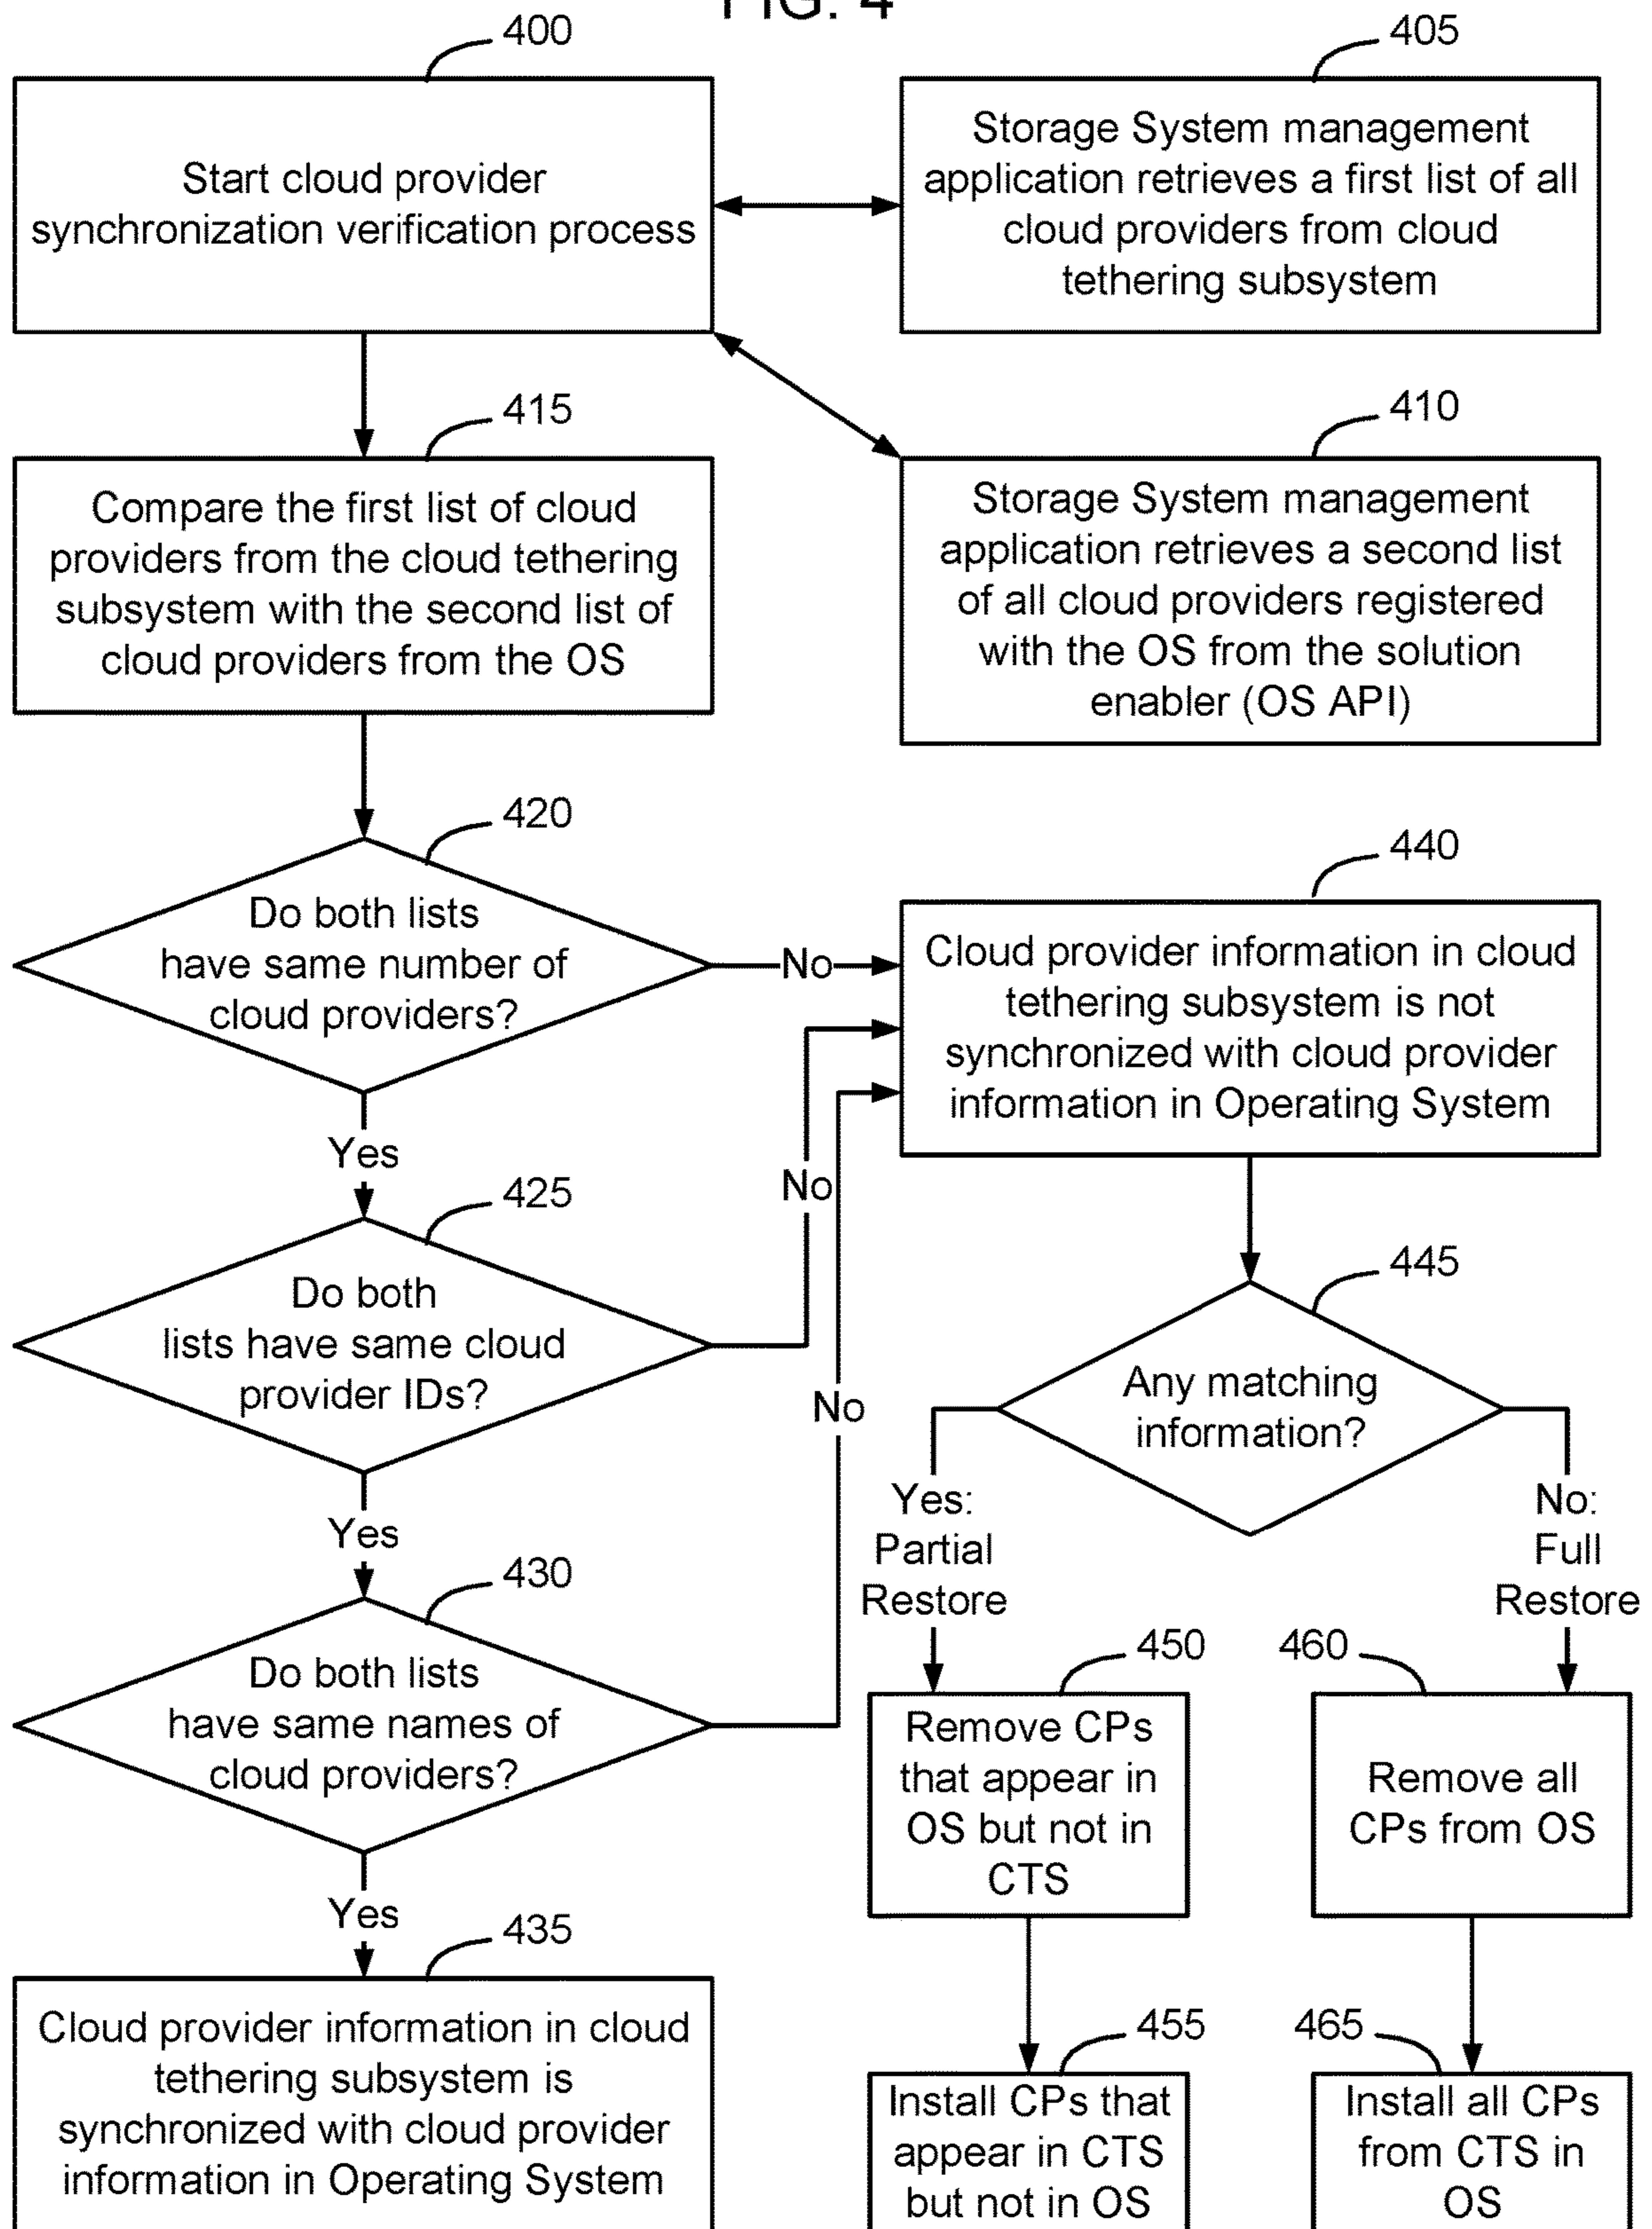 FIG. 4
400
Start cloud provider
synchronization verification process
405
Storage System management
application retrieves a first list of all
cloud providers from cloud
tethering subsystem
415
Compare the first list of cloud
providers from the cloud tethering
subsystem with the second list of
cloud providers from the OS
410
Storage System management
application retrieves a second list
of all cloud providers registered
with the OS from the solution
enabler (OS API)
420
Do both lists
have same number of
cloud providers?
No
Yes
440
Cloud provider information in cloud
tethering subsystem is not
synchronized with cloud provider
information in Operating System
425
Do both
lists have same cloud
provider IDs?
No
Yes
430
Do both lists
have same names of
cloud providers?
No
Yes
435
Cloud provider information in cloud
tethering subsystem is
synchronized with cloud provider
information in Operating System
445
Any matching
information?
Yes:
Partial
Restore
No:
Full
Restore
450
Remove CPs
that appear in
OS but not in
CTS
460
Remove all
CPs from OS
455
Install CPs that
appear in CTS
but not in OS
465
Install all CPs
from CTS in
OS